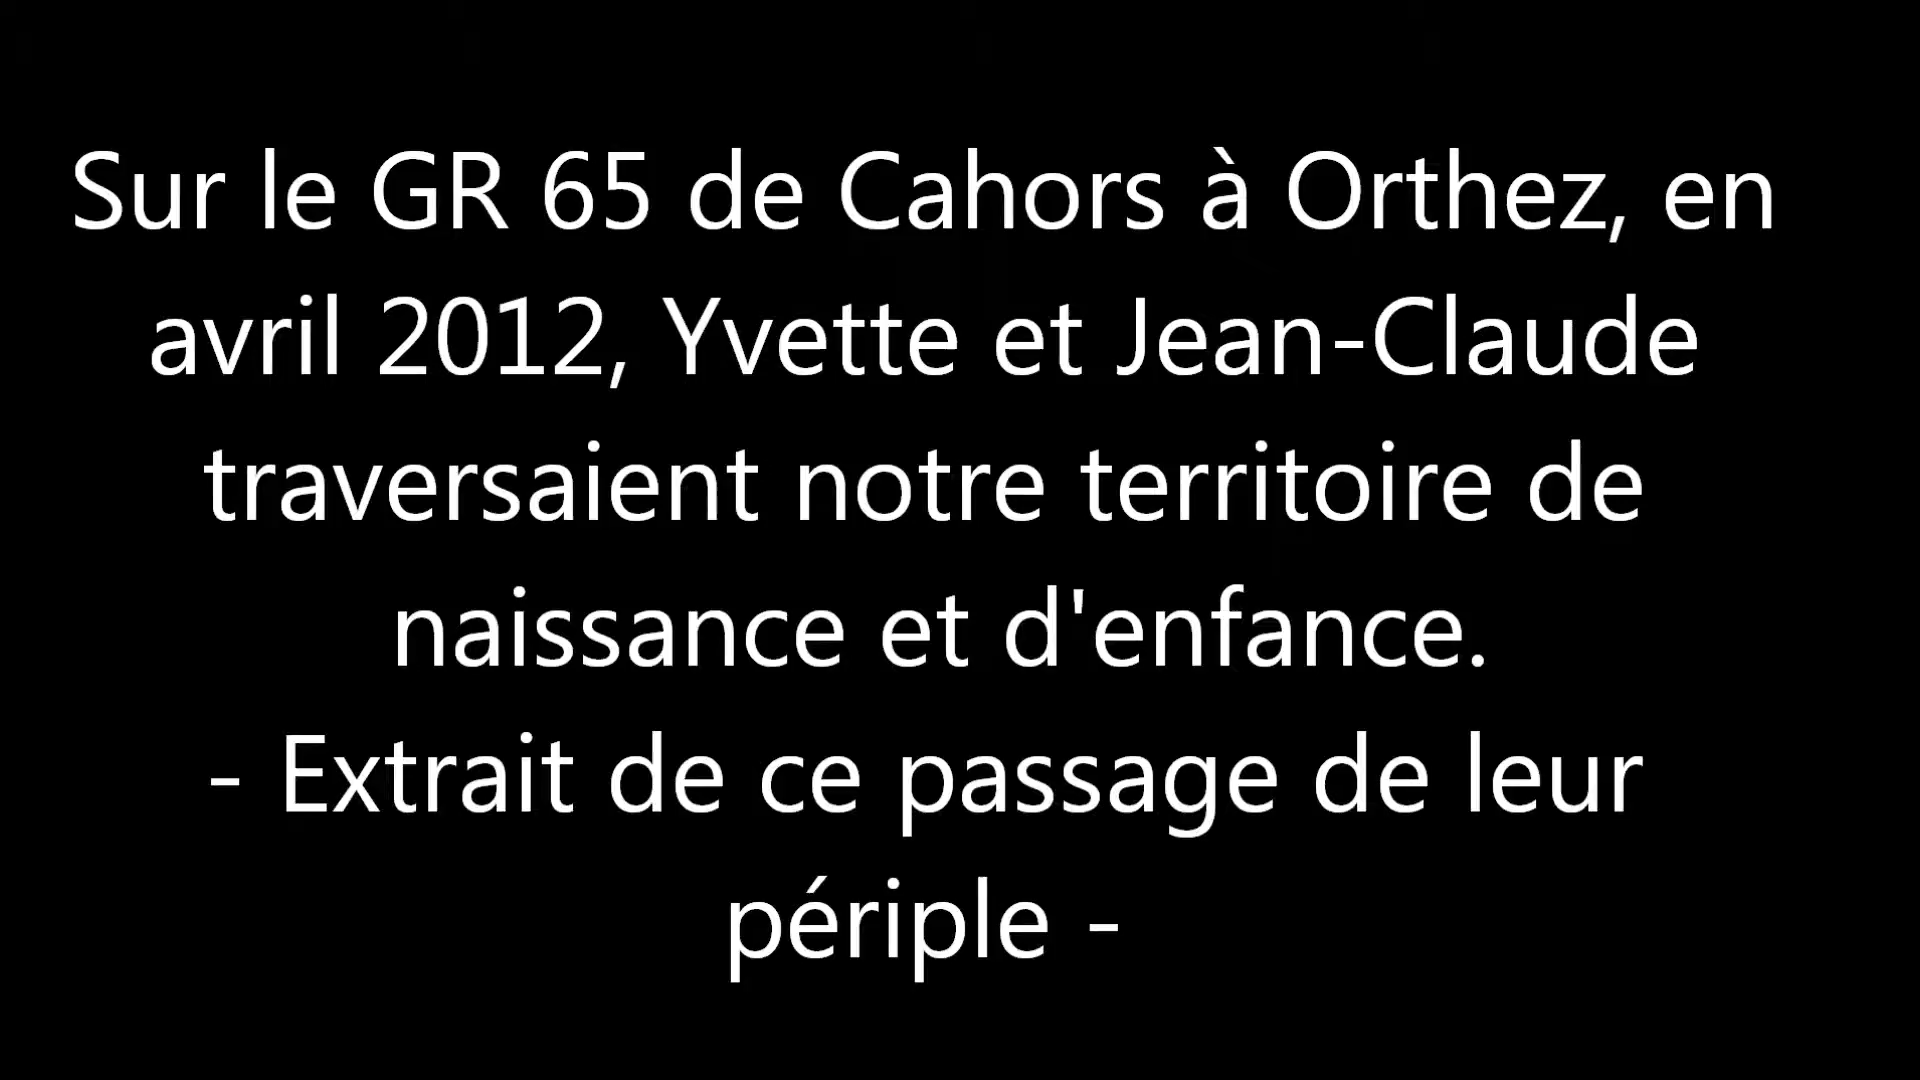 Sur le GR 65 de Cahors à Orthez, en
avril 2012, Yvette et Jean-Claude
traversaient notre territoire de
naissance et d'enfance.
- Extrait de ce passage de leur
périple -